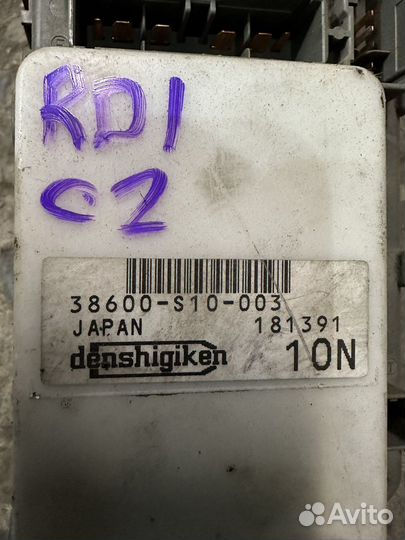 RD1
C2
38600-S10-003
JAPAN 181391
denshigiken 10N
Avito